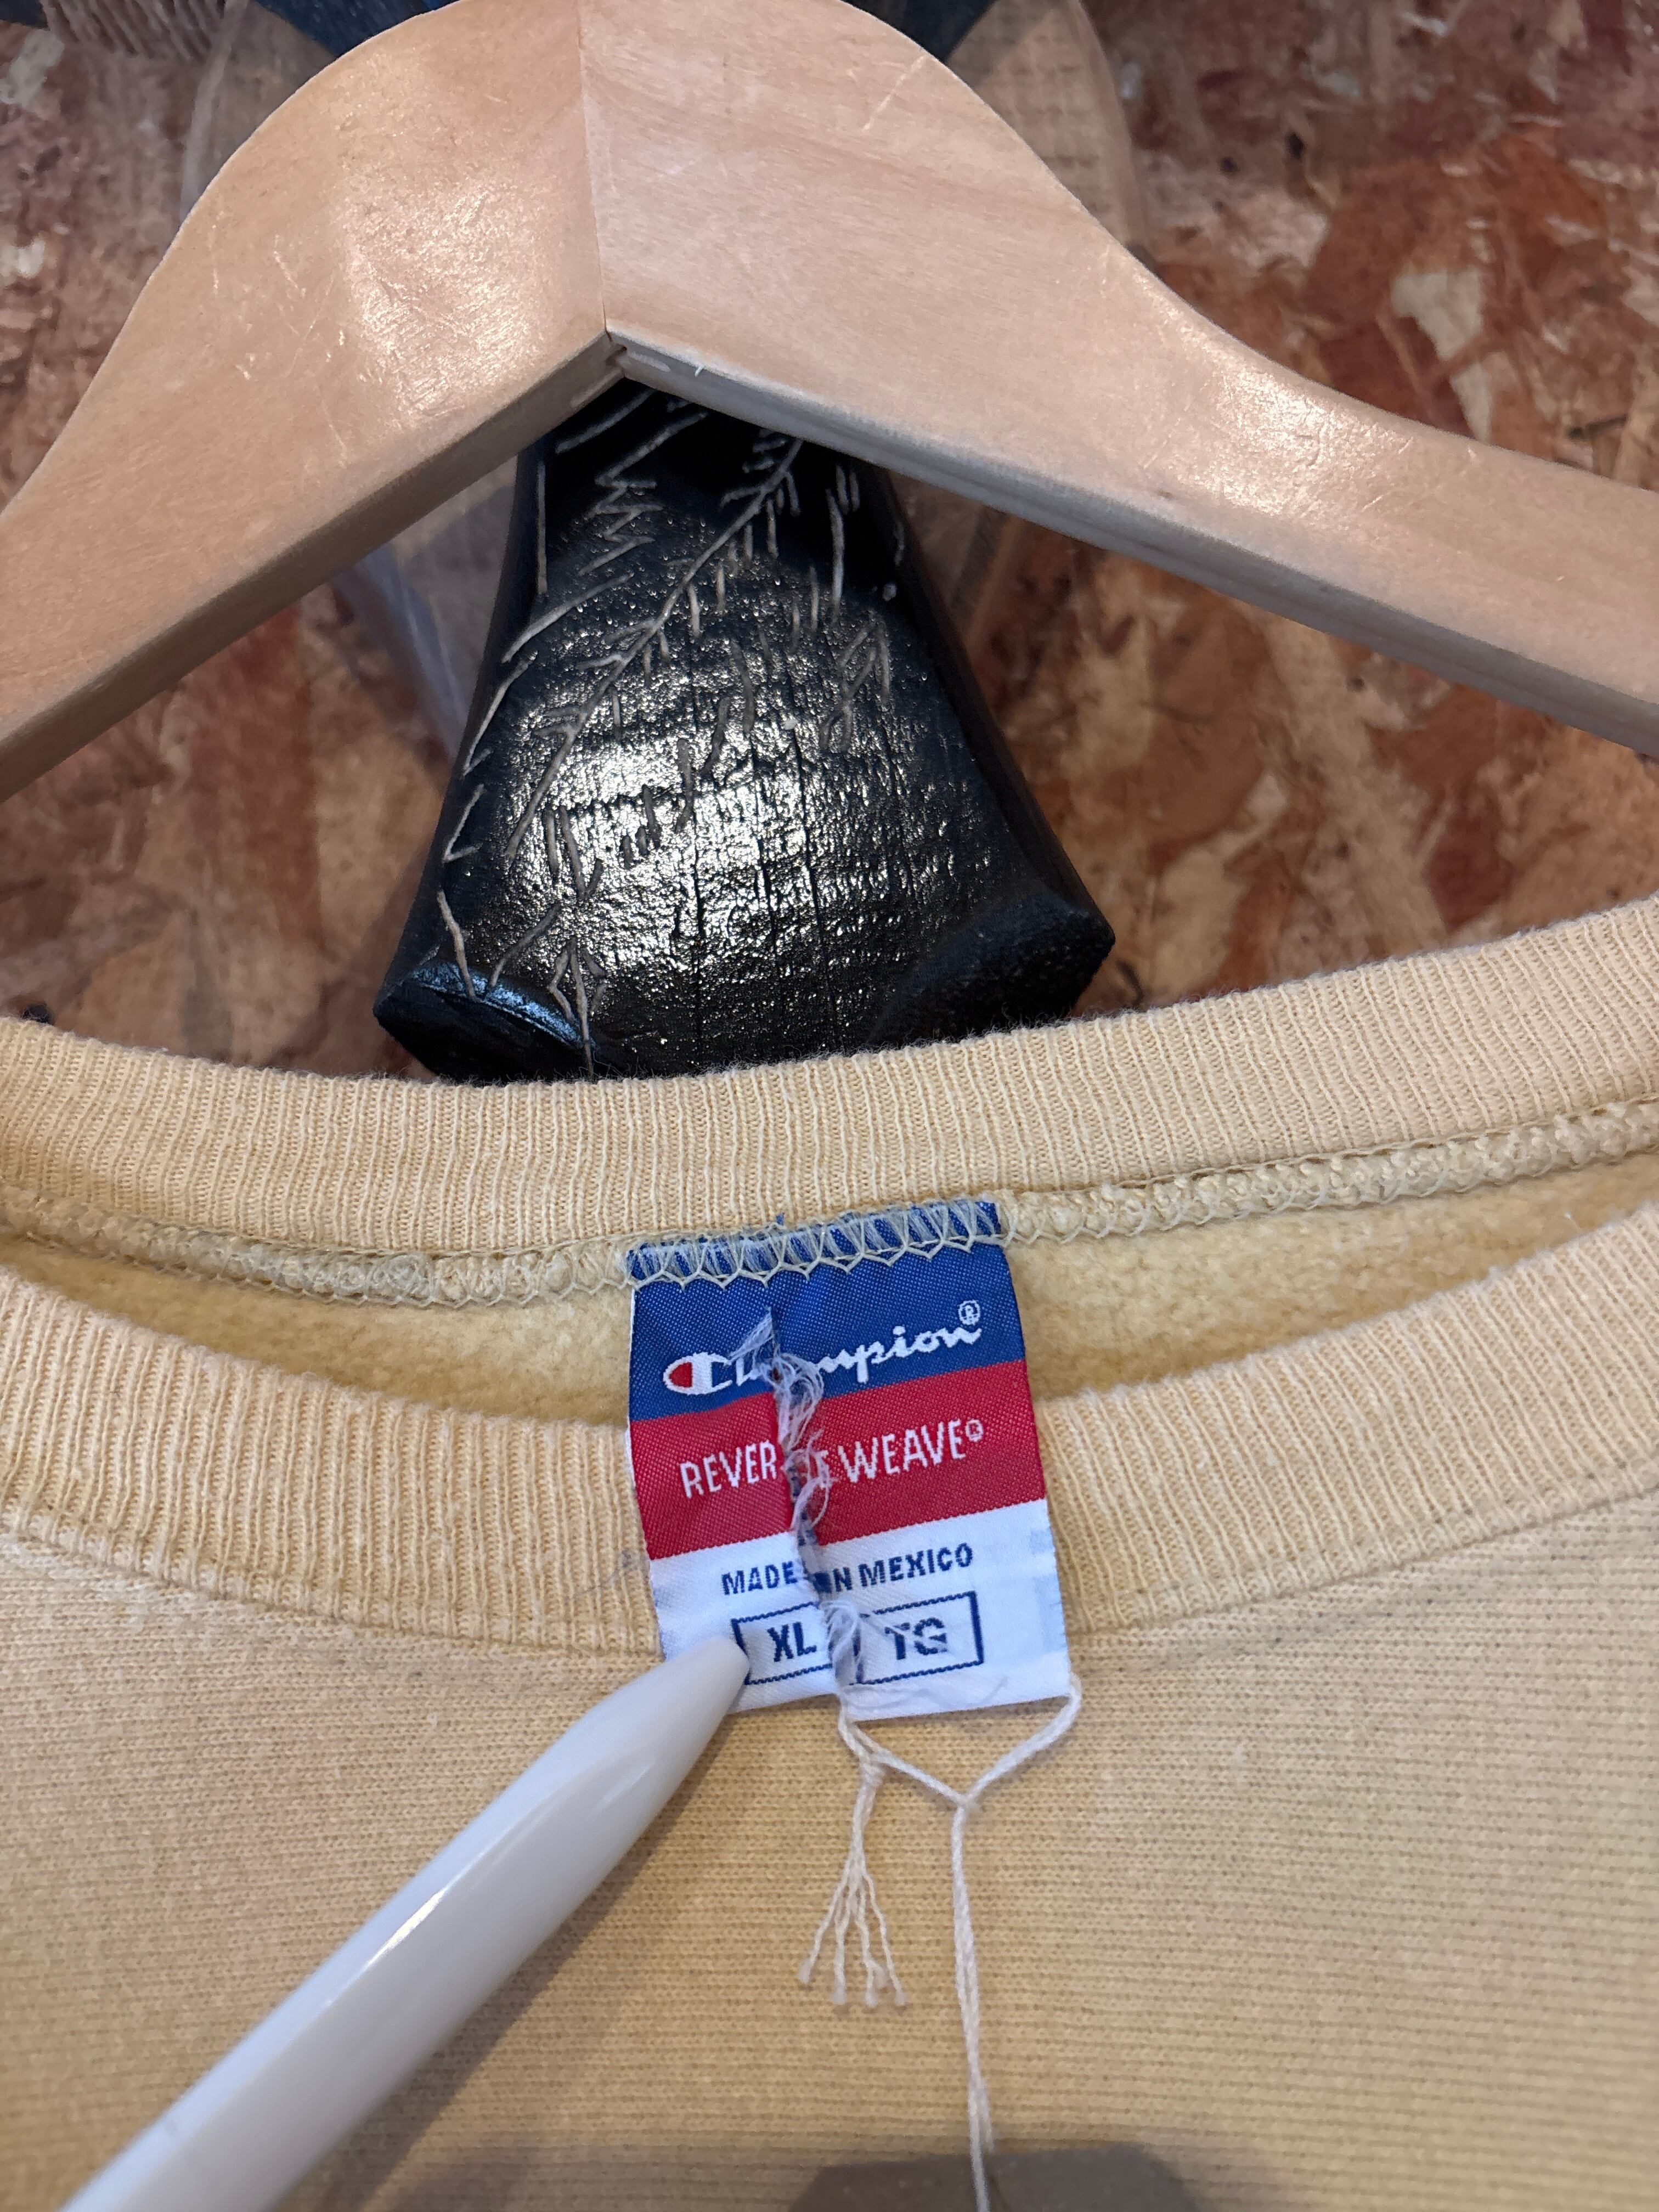 Champion®
REVERSE WEAVE®
MADE IN MEXICO
XL TG